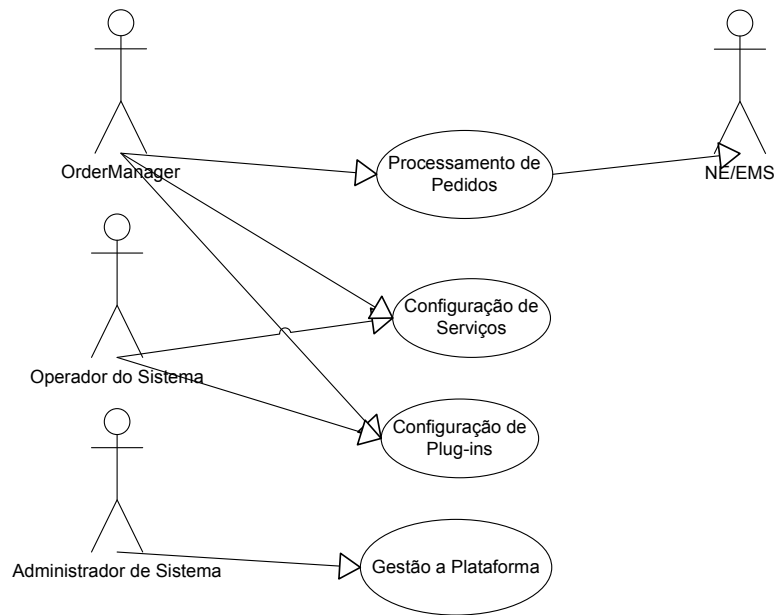 OrderManager
Processamento de
Pedidos
NE/EMS
Configuração de
Serviços
Operador do Sistema
Configuração de
Plug-ins
Administrador de Sistema
Gestão a Plataforma